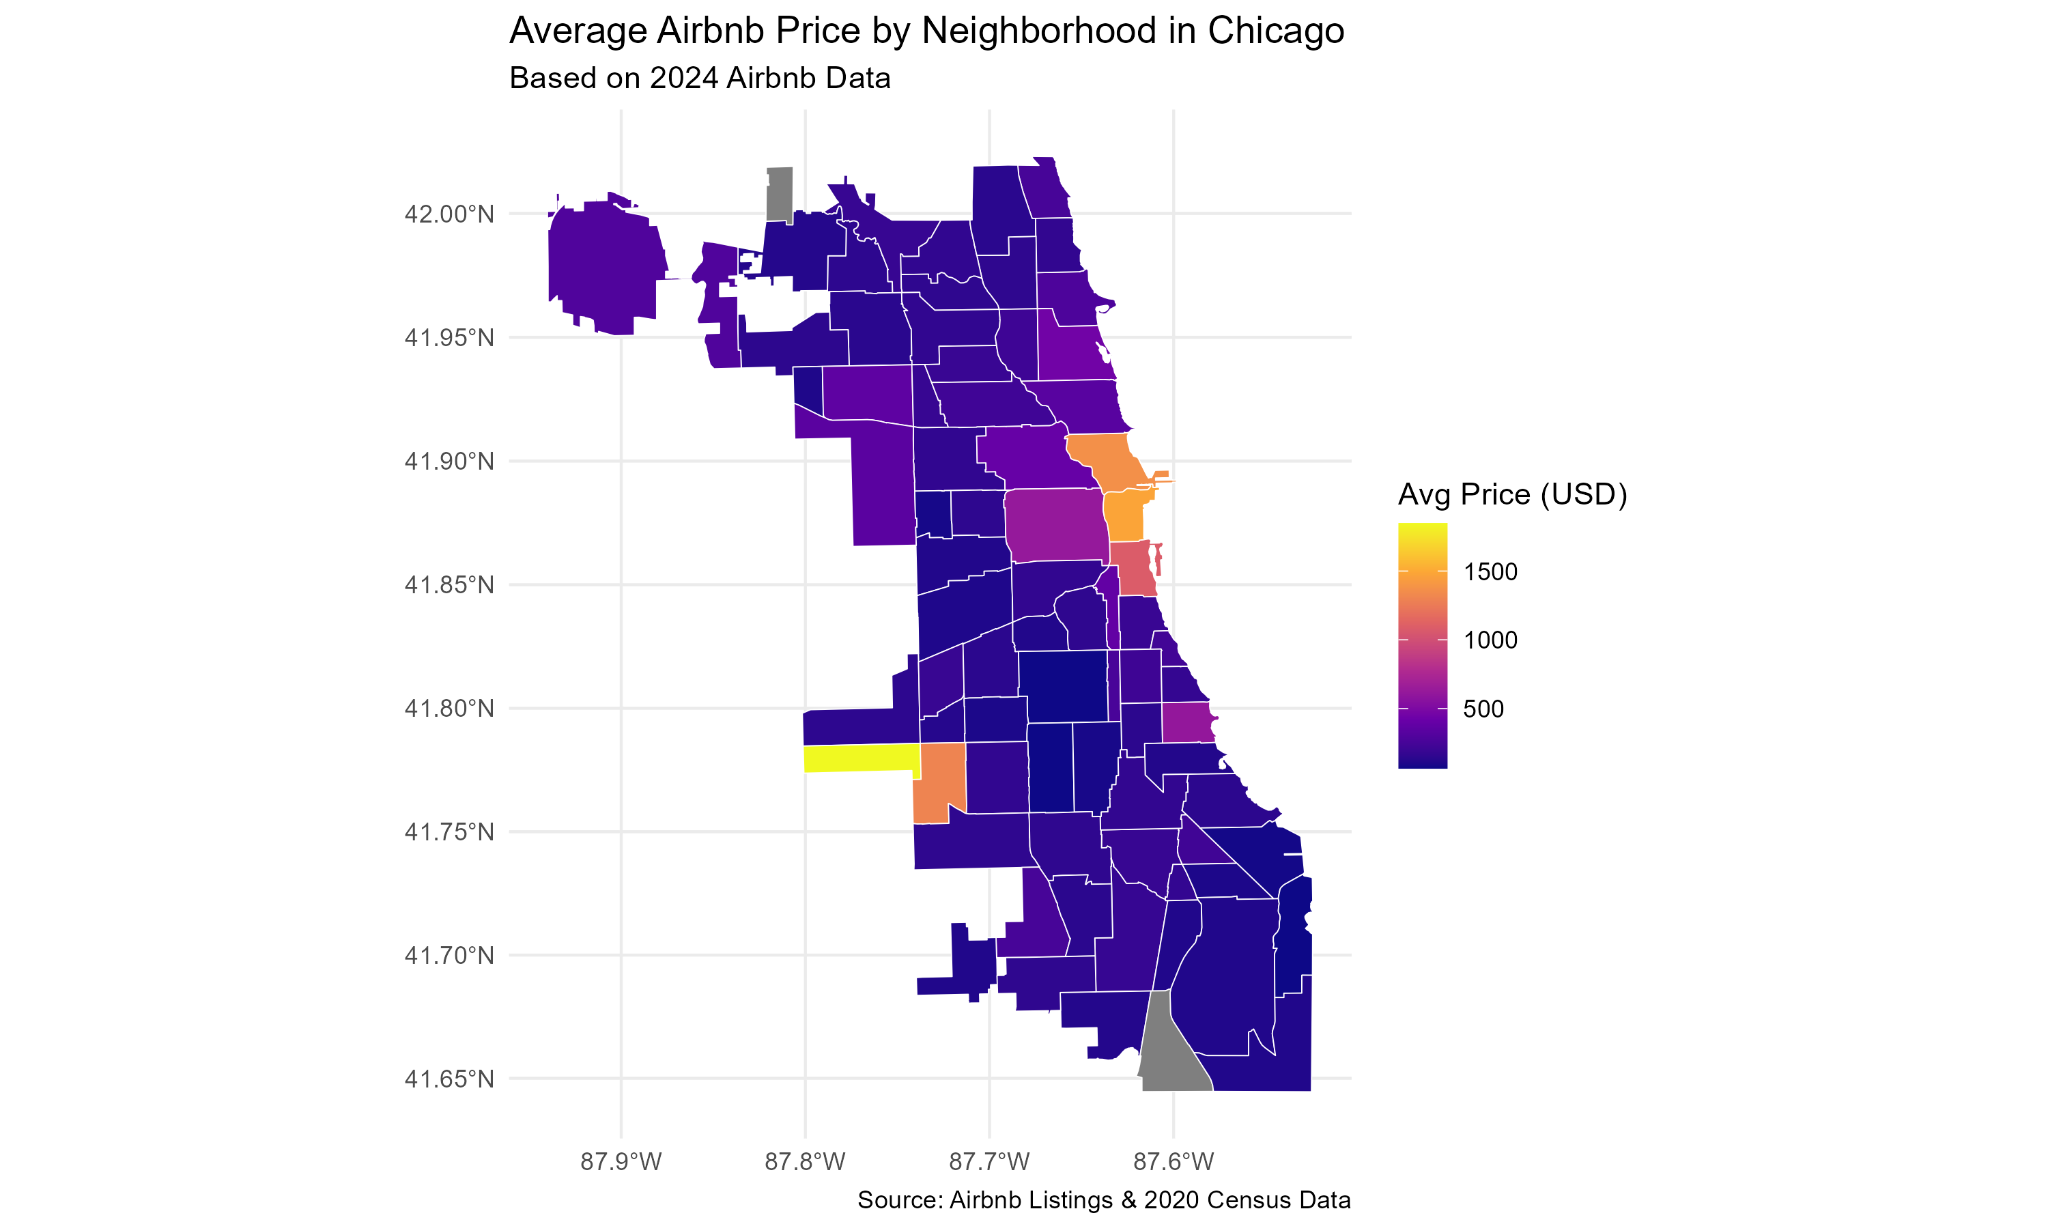 Average Airbnb Price by Neighborhood in Chicago
Based on 2024 Airbnb Data
42.00°N
41.95°N
41.90°N
41.85°N
41.80°N
41.75°N
41.70°N
41.65°N
87.9°W
87.8°W
87.7°W
87.6°W
Avg Price (USD)
1500
1000
500
Source: Airbnb Listings & 2020 Census Data